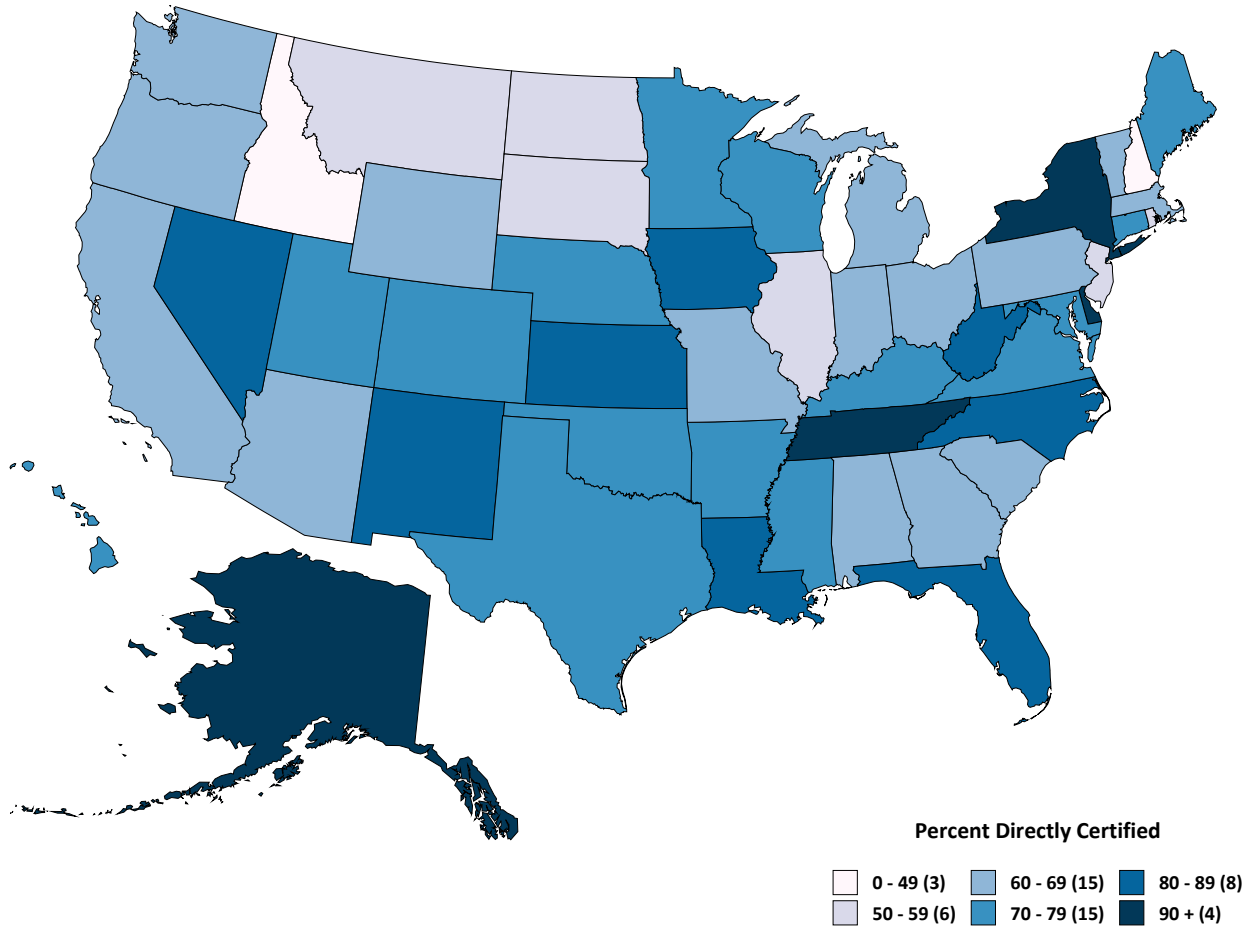 Percent Directly Certified
0 - 49 (3) 60 - 69 (15) 80 - 89 (8)
50 - 59 (6) 70 - 79 (15) 90 + (4)